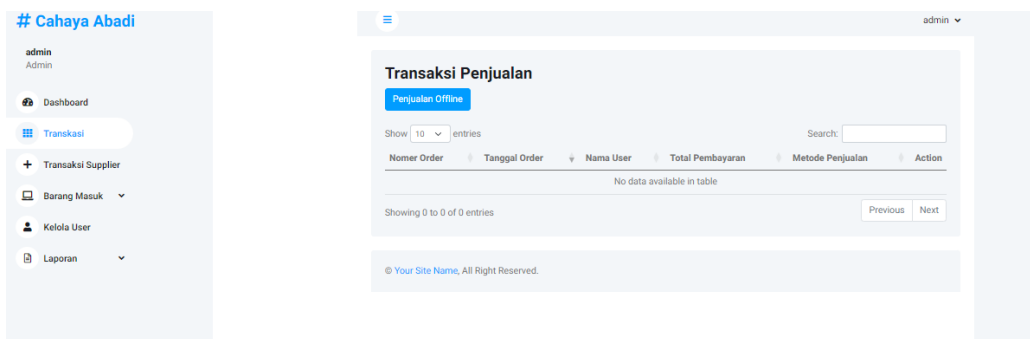 # Cahaya Abadi
admin
Admin
Dashboard
Transkasi
Transaksi Supplier
Barang Masuk
Kelola User
Laporan
admin
Transaksi Penjualan
Penjualan Offline
Show 10 entries
Search:
Nomer Order Tanggal Order Nama User Total Pembayaran Metode Penjualan Action
No data available in table
Showing 0 to 0 of 0 entries
Previous Next
© Your Site Name, All Right Reserved.